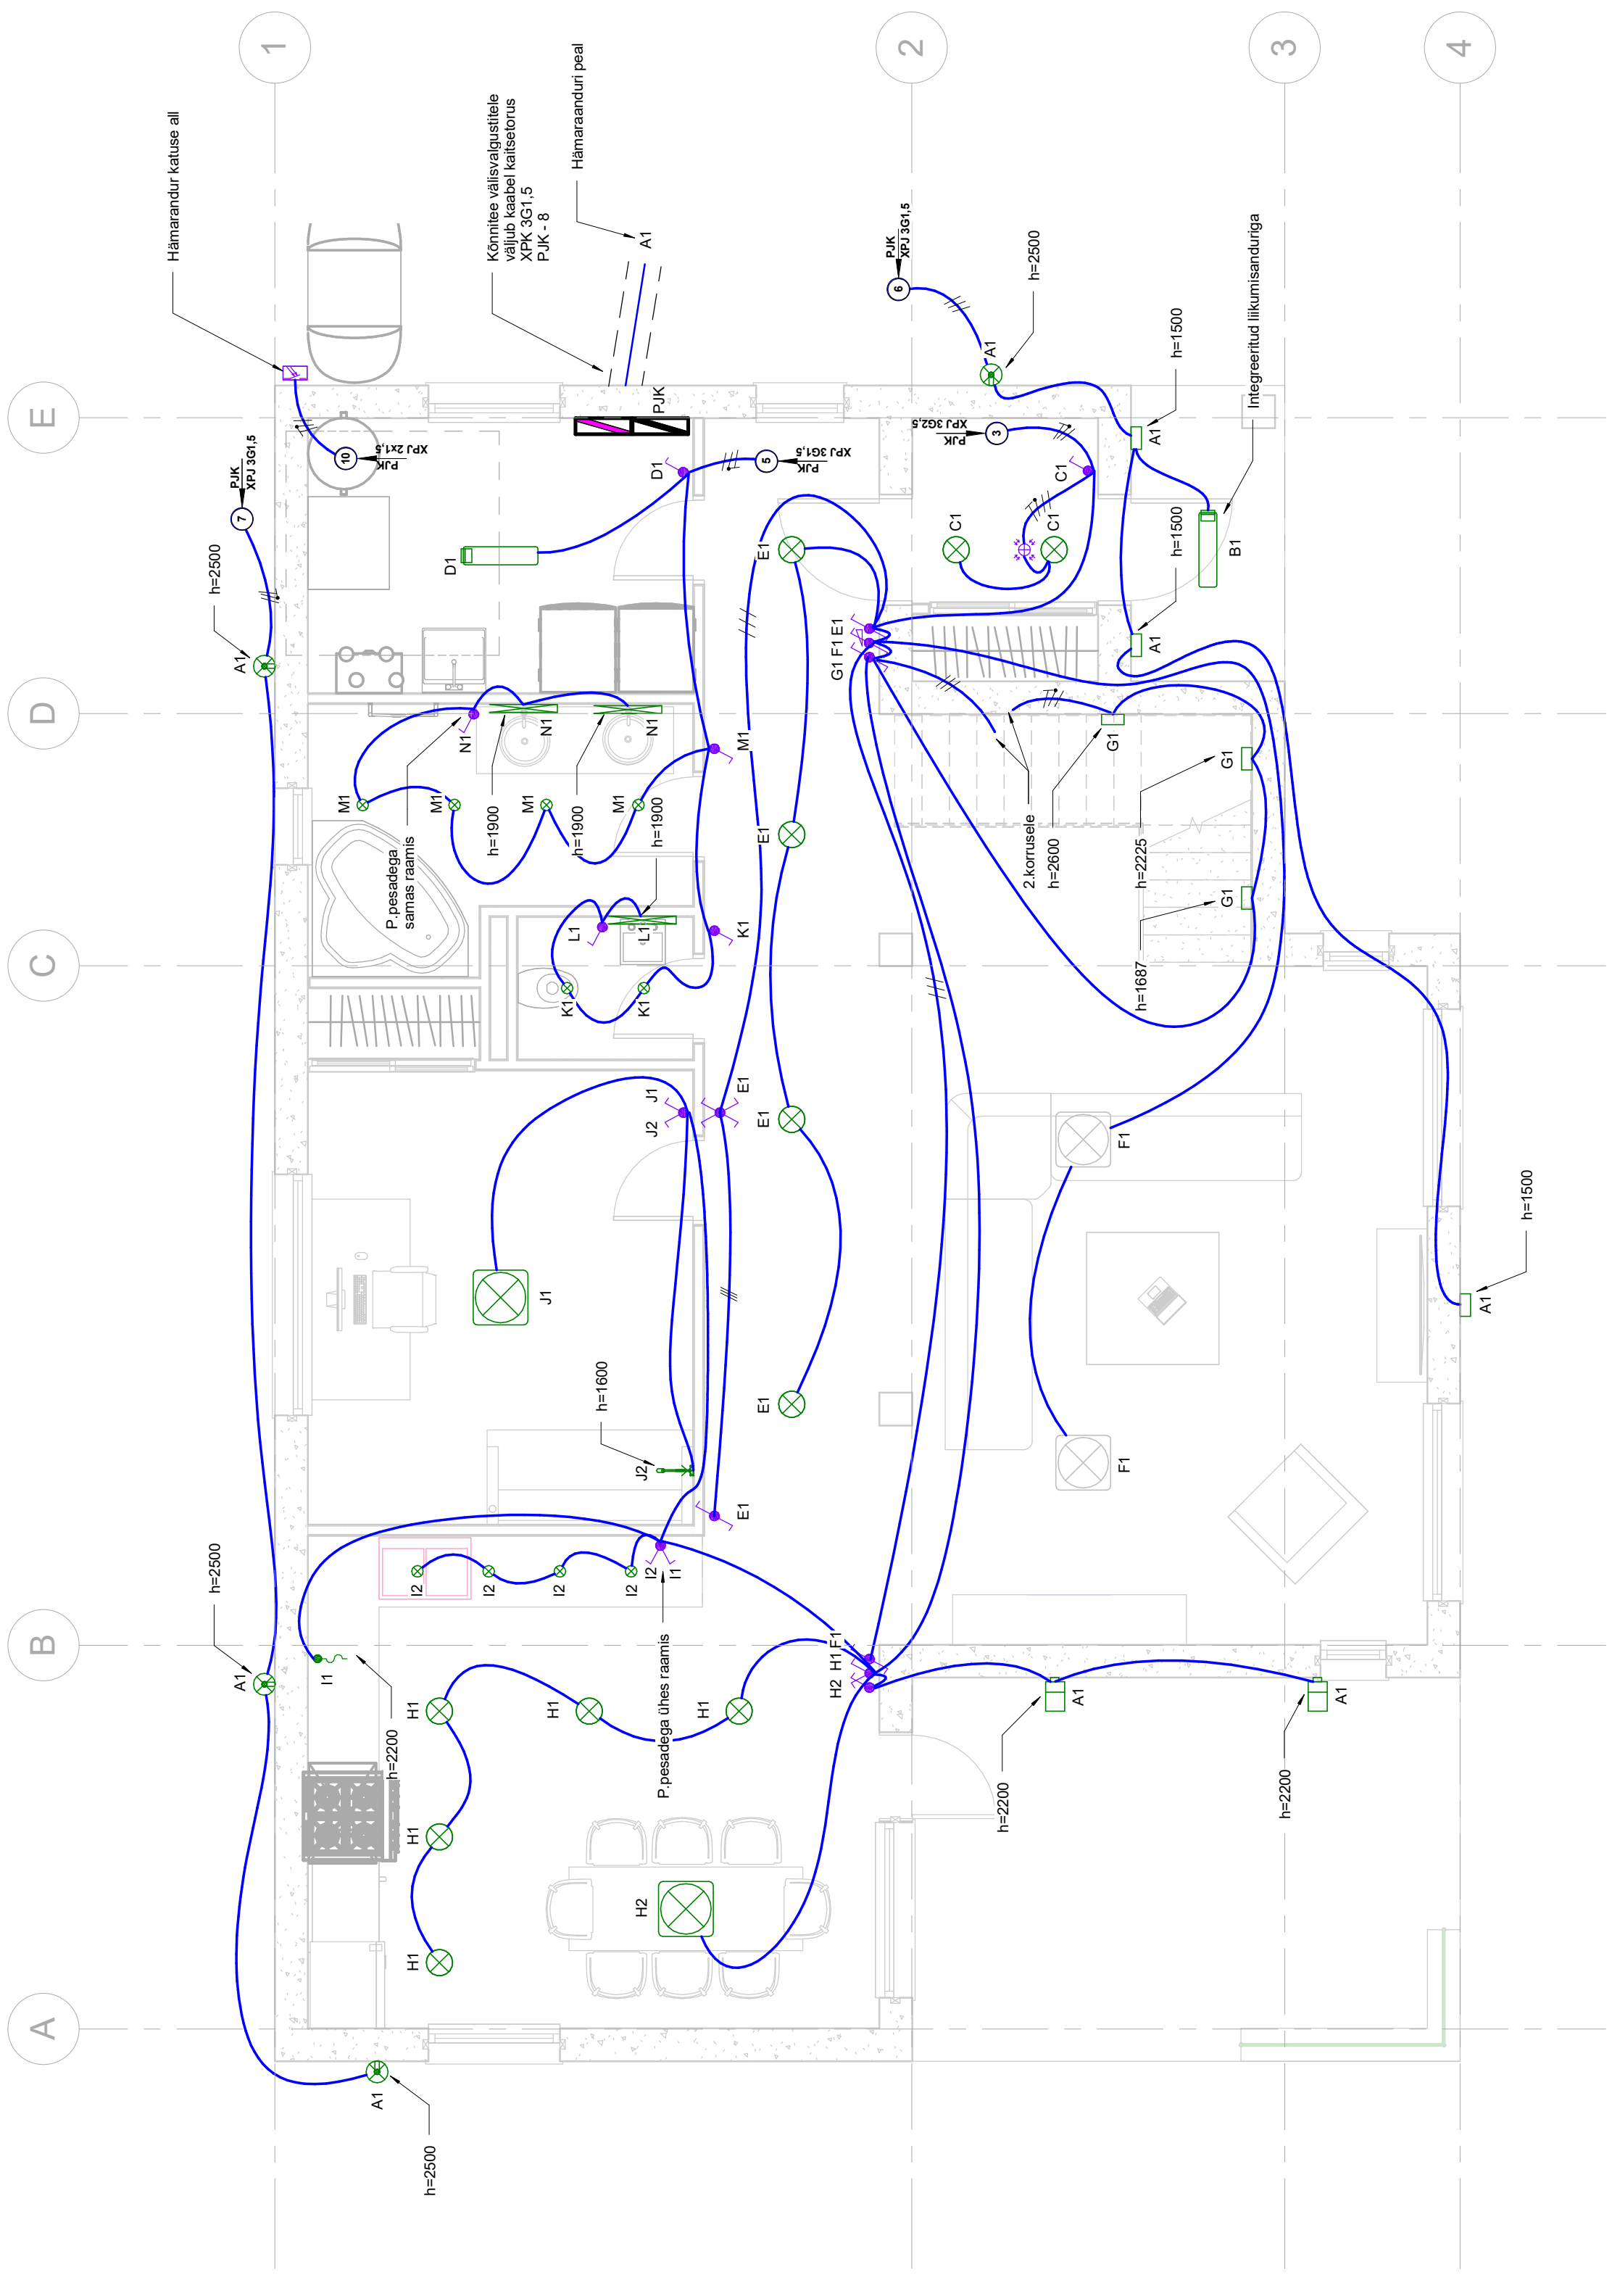 1
2
3
4
E
D
C
B
A
Hämarandur katuse all
Könnitee välisvalgustitele
väljub kaabel kaitsetorus
XPK 3G1,5
PJK - 8
Hämaraanduri peal
A1
PJK
7
PJK
XPJ 3G1,5
10
PJK
XPJ 2x1,5
5
PJK
XPJ 3G1,5
6
PJK
XPJ 3G1,5
3
PJK
XPJ 3G2,5
A1
h=2500
A1
h=1500
Integreeritud liikumisanduriga
B1
A1
h=1500
C1
C1
C1
D1
D1
A1
h=2500
E1
G1 F1 E1
N1
N1
N1
P.pesadega
samas raamis
h=1900
h=1900
h=1900
M1
M1
M1
M1
M1
L1
L1
K1
K1
K1
E1
2.korrusele
h=2600
G1
h=2225
G1
h=1687
G1
J1
J2
E1
E1
J1
F1
A1
h=1500
h=1600
J2
E1
E1
F1
I2
I2
I2
I2
I2
I1
P.pesadega ühes raamis
A1
h=2500
I1
h=2200
H1
H1
H1
H1
H1
H2
H2
H1
F1
A1
h=2200
A1
h=2200
A1
h=2500